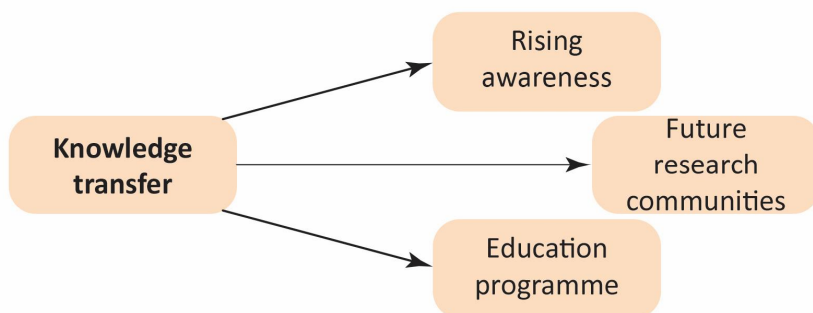 Rising
awareness
Knowledge
transfer
Future
research
communities
Education
programme